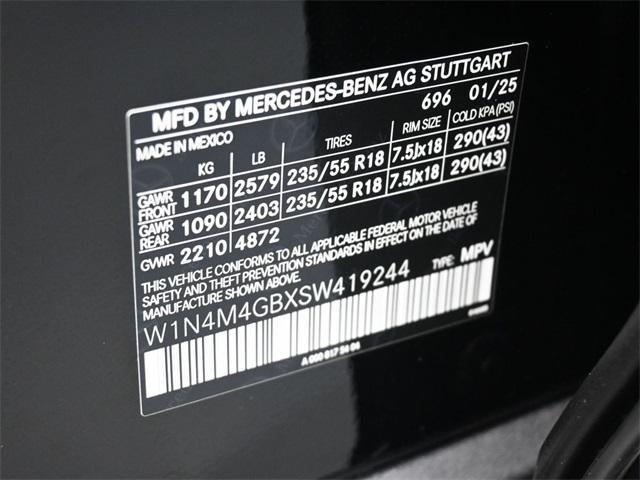 MFD BY MERCEDES-BENZ AG STUTTGART
MADE IN MEXICO 696 01/25
KG LB TIRES RIM SIZE COLD KPA (PSI)
GAWR FRONT 1170 2579 235/55 R18 7.5Jx18 290(43)
GAWR REAR 1090 2403 235/55 R18 7.5Jx18 290(43)
GVWR 2210 4872
THIS VEHICLE CONFORMS TO ALL APPLICABLE FEDERAL MOTOR VEHICLE
SAFETY AND THEFT PREVENTION STANDARDS IN EFFECT ON THE DATE OF
MANUFACTURE SHOWN ABOVE.
W1N4M4GBXSW419244 TYPE: MPV
A 000 817 54 04